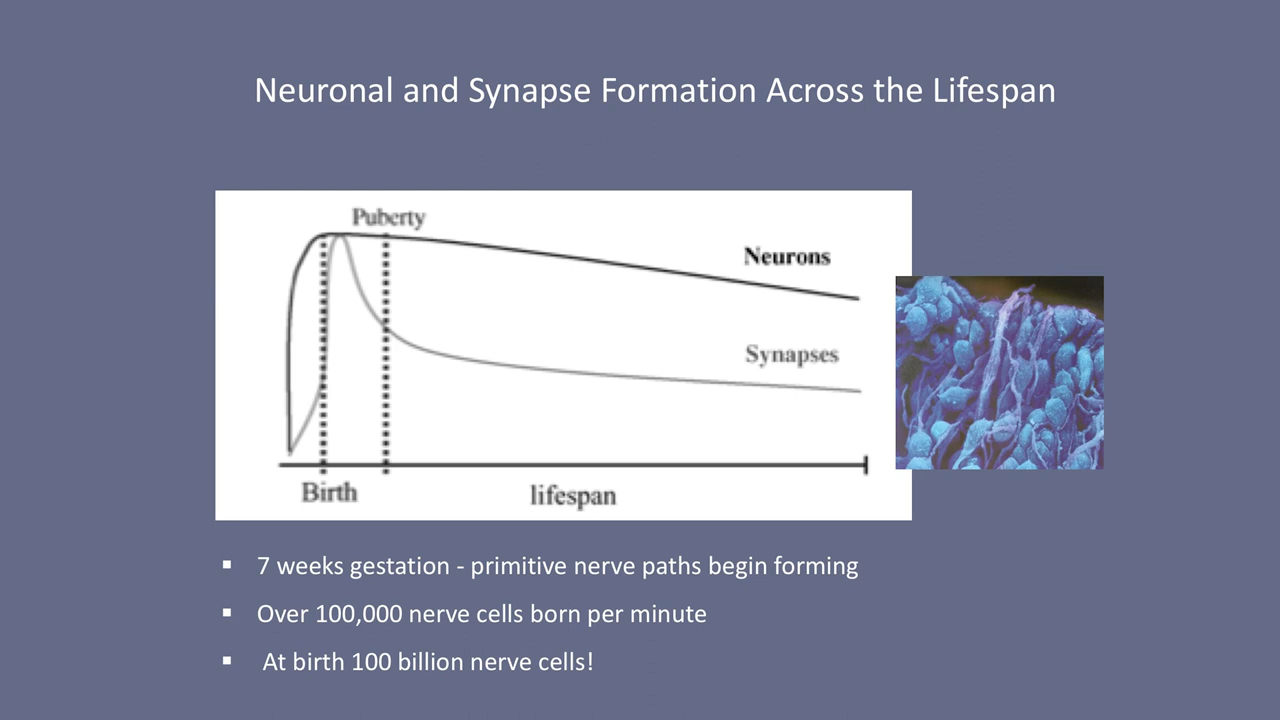 Neuronal and Synapse Formation Across the Lifespan
Puberty
Neurons
Synapses
Birth
lifespan
▪ 7 weeks gestation - primitive nerve paths begin forming
▪ Over 100,000 nerve cells born per minute
▪ At birth 100 billion nerve cells!